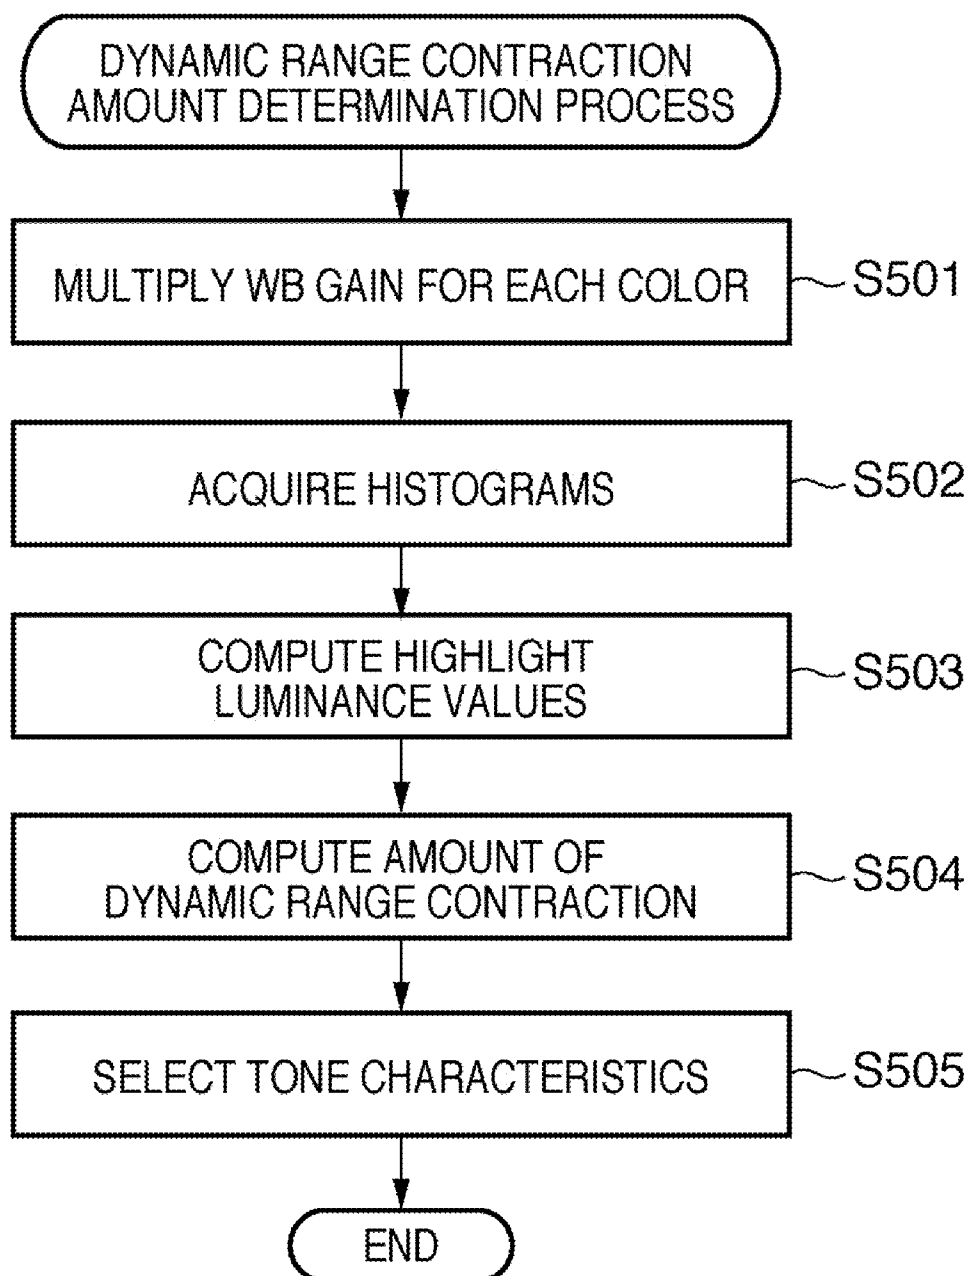 DYNAMIC RANGE CONTRACTION
AMOUNT DETERMINATION PROCESS
MULTIPLY WB GAIN FOR EACH COLOR
S501
ACQUIRE HISTOGRAMS
S502
COMPUTE HIGHLIGHT
LUMINANCE VALUES
S503
COMPUTE AMOUNT OF
DYNAMIC RANGE CONTRACTION
S504
SELECT TONE CHARACTERISTICS
S505
END